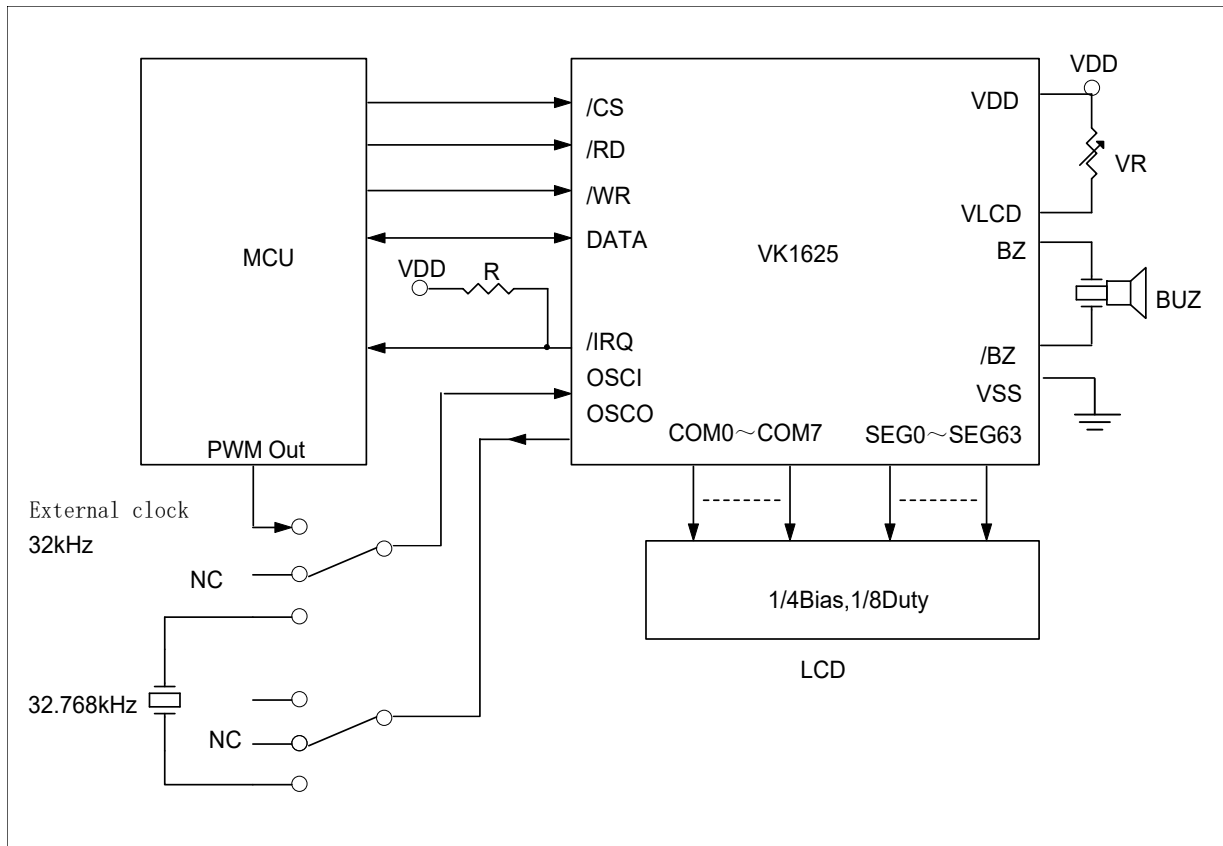 MCU
PWM Out
/CS
/RD
/WR
DATA
/IRQ
OSCI
OSCO
VK1625
VDD
VLCD
BZ
/BZ
VSS
COM0～COM7
SEG0～SEG63
VDD
VR
BUZ
VDD
R
External clock
32kHz
NC
32.768kHz
NC
1/4Bias,1/8Duty
LCD